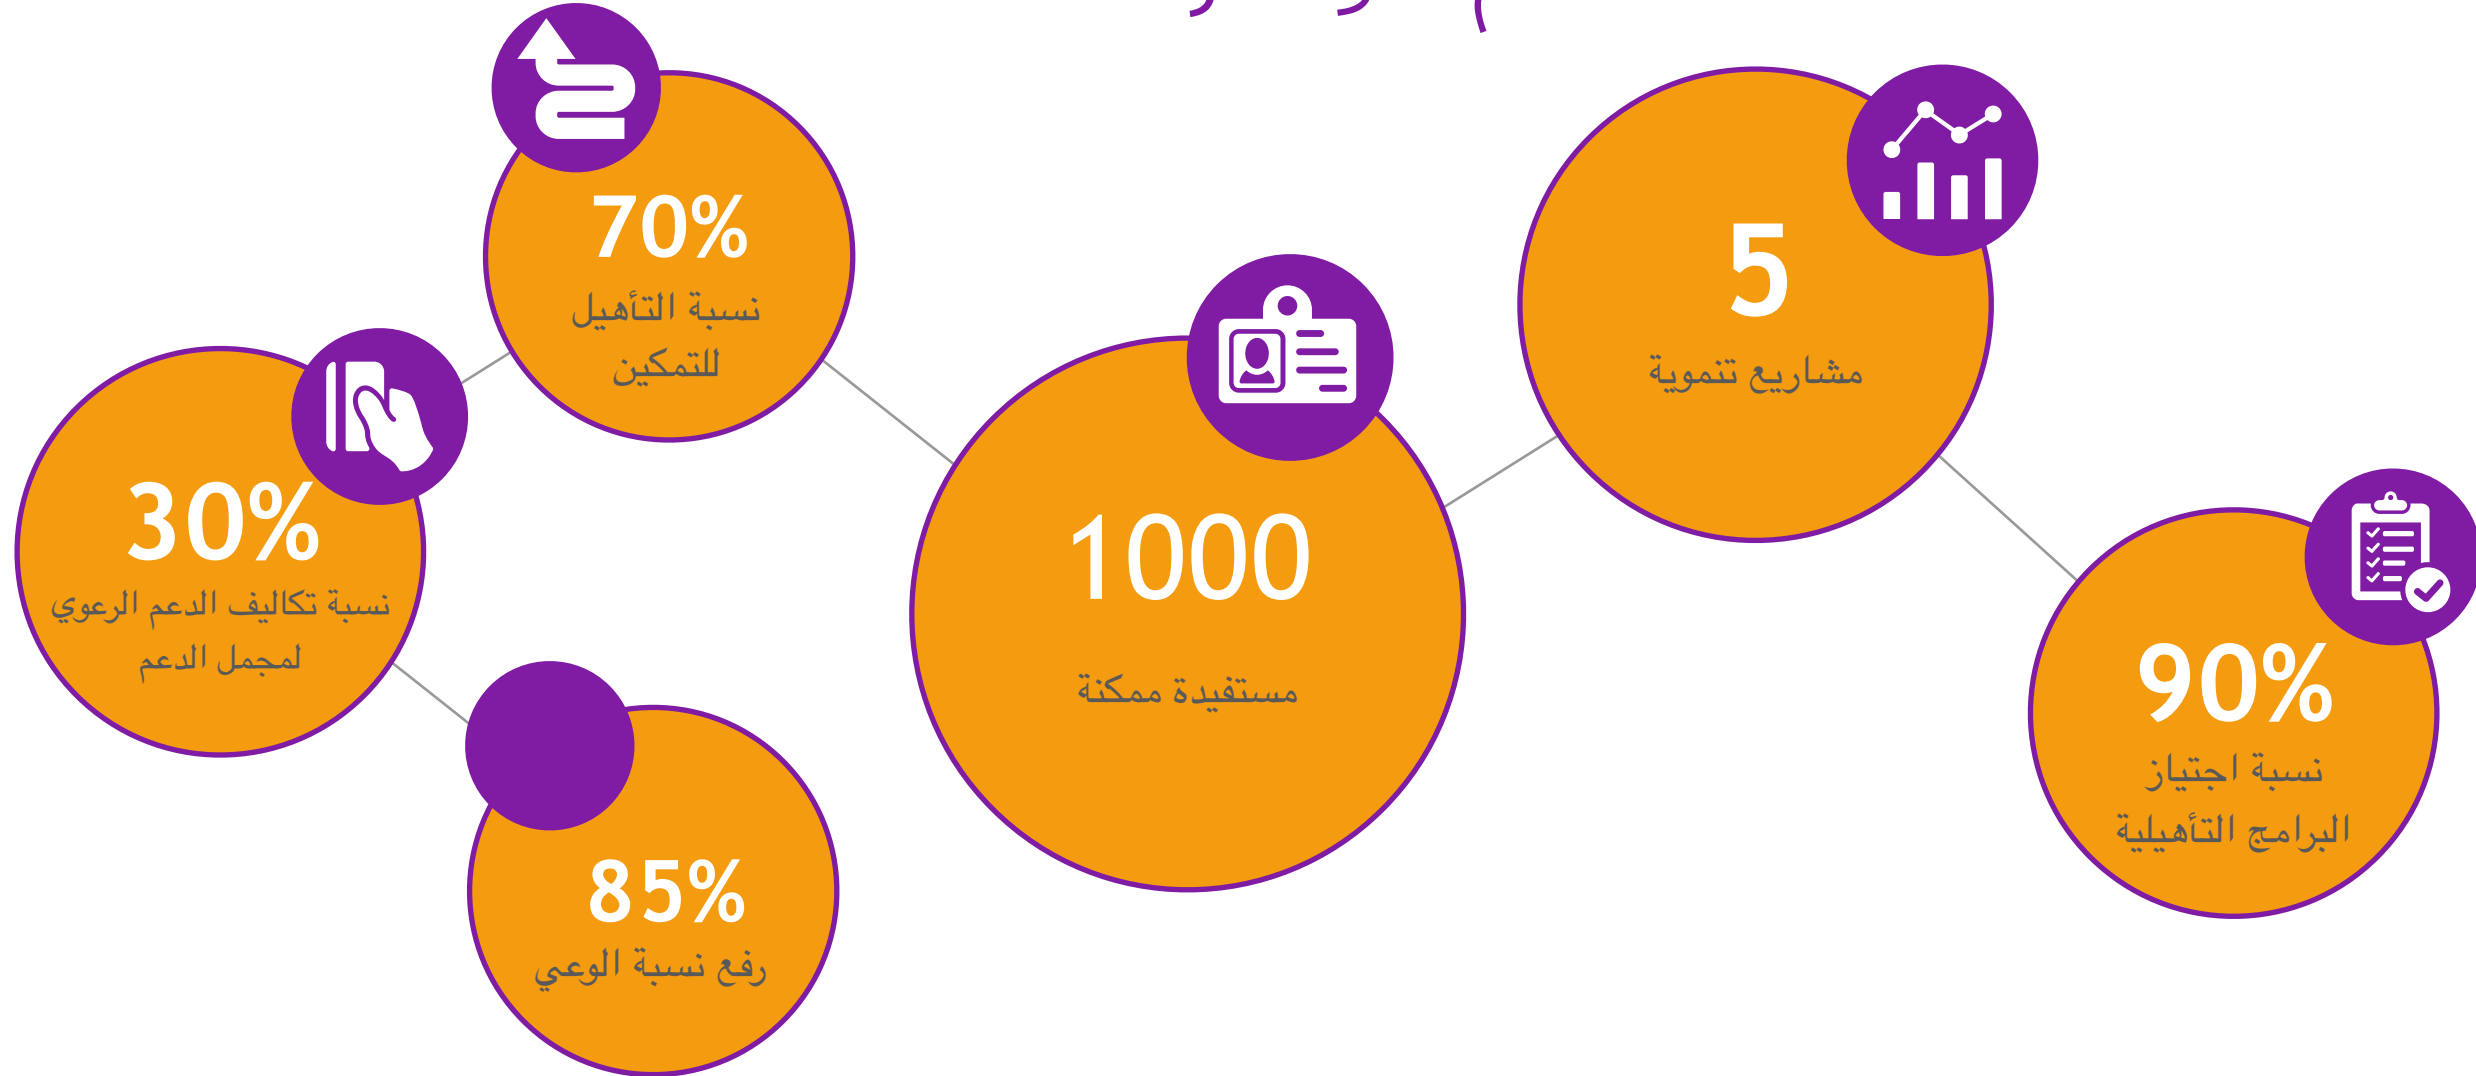 90%
نسبة اجتياز
البرامج التأهيلية
5
مشاريع تنموية
1000
مستفيدة ممكنة
70%
نسبة التأهيل
للتمكين
30%
نسبة تكاليف الدعم الرعوي
لمجمل الدعم
85%
رفع نسبة الوعي